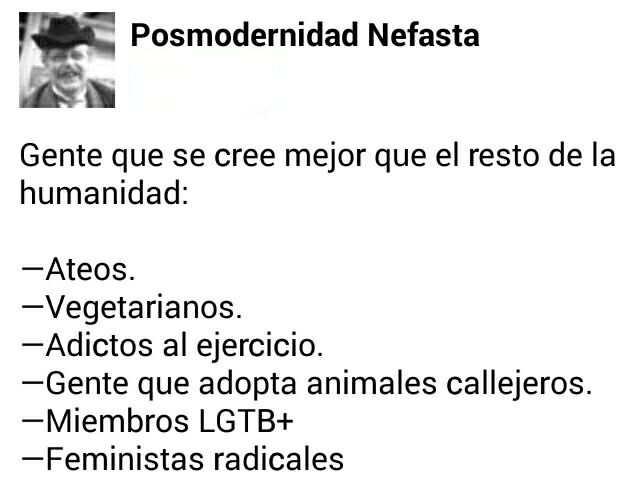 Posmodernidad Nefasta
Gente que se cree mejor que el resto de la
humanidad:
—Ateos.
—Vegetarianos.
—Adictos al ejercicio.
—Gente que adopta animales callejeros.
—Miembros LGTB+
—Feministas radicales